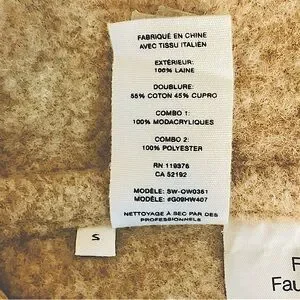 FABRIQUÉ EN CHINE
AVEC TISSU ITALIEN
EXTÉRIEUR:
100% LAINE
DOUBLURE:
55% COTON 45% CUPRO
COMBO 1:
100% MODACRYLIQUES
COMBO 2:
100% POLYESTER
RN 119376
CA 52192
MODÈLE: SW-OW0361
MODÈLE: #G09HW407
NETTOYAGE À SEC PAR DES
PROFESSIONNELS
S
F
Fau